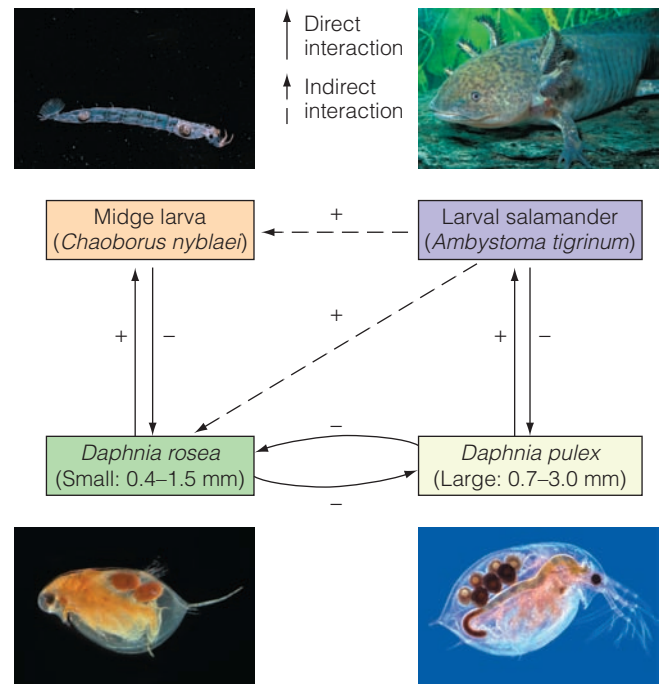 Direct
interaction
Indirect
interaction
Midge larva
(Chaoborus nyblaei)
+
Larval salamander
(Ambystoma tigrinum)
+
–
+
+
–
Daphnia rosea
(Small: 0.4–1.5 mm)
–
–
Daphnia pulex
(Large: 0.7–3.0 mm)